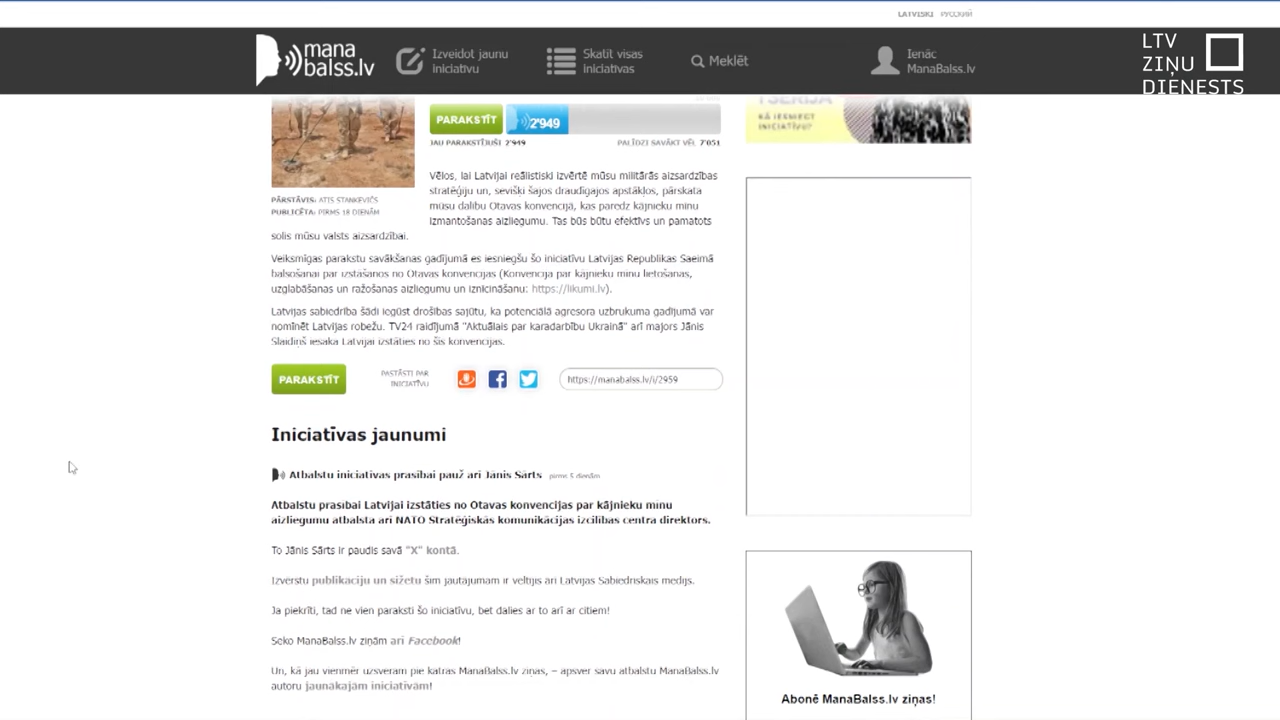 LATVISKI РУССКИЙ
mana
balss.lv
Izveidot jaunu
iniciatīvu
Skatīt visas
iniciatīvas
Meklēt
Ienāc
ManaBalss.lv
LTV
ZIŅU
DIENESTS
PARAKSTĪT
2'949
JAU PARAKSTĪJUŠI 2'949
PALĪDZI SAVĀKT VĒL 7'051
KĀ IESNIEGT
INICIATĪVU?
PĀRSTĀVIS: ATIS STANKEVIČS
PUBLICĒTA: PIRMS 18 DIENĀM
Vēlos, lai Latvijai reālistiski izvērtē mūsu militārās aizsardzības
stratēģiju un, sevišķi šajos draudīgajos apstākļos, pārskata
mūsu dalību Otavas konvencijā, kas paredz kājnieku mīnu
izmantošanas aizliegumu. Tas būs būtu efektīvs un pamatots
solis mūsu valsts aizsardzībai.
Veiksmīgas parakstu savākšanas gadījumā es iesniegšu šo iniciatīvu Latvijas Republikas Saeimā
balsošanai par izstāšanos no Otavas konvencijas (Konvencija par kājnieku mīnu lietošanas,
uzglabāšanas un ražošanas aizliegumu un iznīcināšanu: https://likumi.lv).
Latvijas sabiedrība šādi iegūst drošības sajūtu, ka potenciālā agresora uzbrukuma gadījumā var
nomīnēt Latvijas robežu. TV24 raidījumā "Aktuālais par karadarbību Ukrainā" arī majors Jānis
Slaidiņš iesaka Latvijai izstāties no šīs konvencijas.
PARAKSTĪT
PASTĀSTI PAR
INICIATĪVU
https://manabalss.lv/i/2959
Iniciatīvas jaunumi
Atbalstu iniciatīvas prasībai pauž arī Jānis Sārts pirms 5 dienām
Atbalstu prasībai Latvijai izstāties no Otavas konvencijas par kājnieku mīnu
aizliegumu atbalsta arī NATO Stratēģiskās komunikācijas izcilības centra direktors.
To Jānis Sārts ir paudis savā "X" kontā.
Izvērstu publikāciju un sižetu šim jautājumam ir veltījis arī Latvijas Sabiedriskais medijs.
Ja piekrīti, tad ne vien paraksti šo iniciatīvu, bet dalies ar to arī ar citiem!
Seko ManaBalss.lv ziņām arī Facebook!
Un, kā jau vienmēr uzsveram pie katras ManaBalss.lv ziņas, – apsver savu atbalstu ManaBalss.lv
autoru jaunākajām iniciatīvām!
Abonē ManaBalss.lv ziņas!